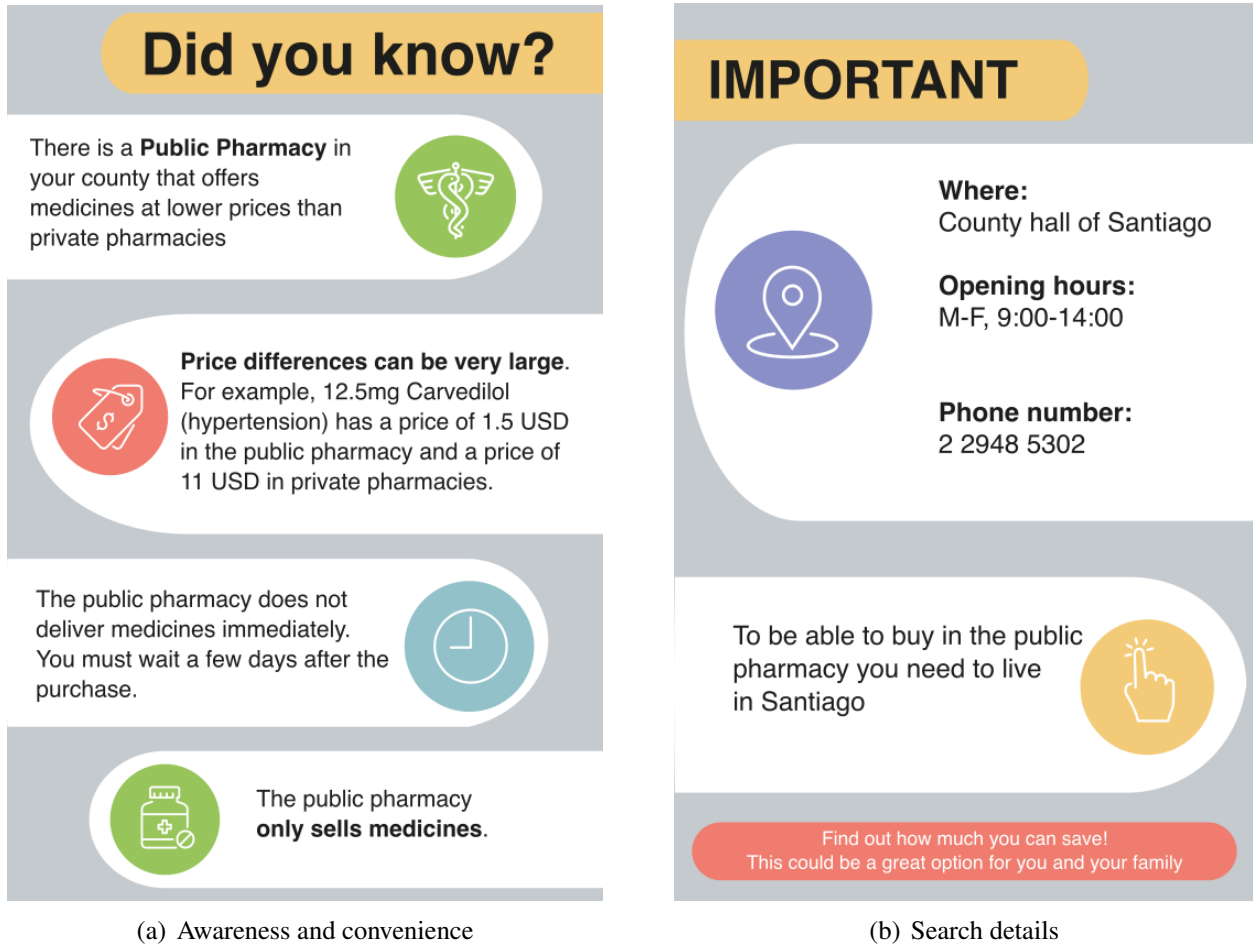 Did you know?
There is a Public Pharmacy in
your county that offers
medicines at lower prices than
private pharmacies
Price differences can be very large.
For example, 12.5mg Carvedilol
(hypertension) has a price of 1.5 USD
in the public pharmacy and a price of
11 USD in private pharmacies.
The public pharmacy does not
deliver medicines immediately.
You must wait a few days after the
purchase.
The public pharmacy
only sells medicines.
(a) Awareness and convenience
IMPORTANT
Where:
County hall of Santiago
Opening hours:
M-F, 9:00-14:00
Phone number:
2 2948 5302
To be able to buy in the public
pharmacy you need to live
in Santiago
Find out how much you can save!
This could be a great option for you and your family
(b) Search details